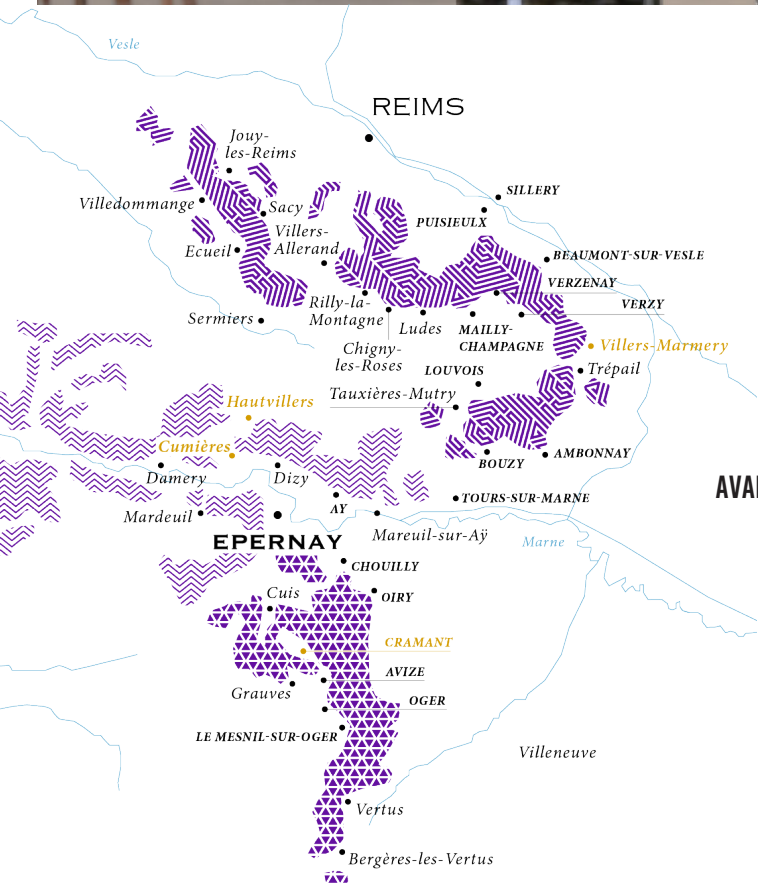 Vesle
REIMS
Jouy-
les-Reims
SILLERY
Villedommange
Sacy
PUISIEULX
Villers-
Allerand
Ecueil
BEAUMONT-SUR-VESLE
VERZENAY
Rilly-la-
Montagne
VERZY
Sermiers
Ludes
MAILLY-
CHAMPAGNE
Villers-Marmery
Chigny-
les-Roses
LOUVOIS
Trépail
Tauxières-Mutry
Hautvillers
Cumières
AMBONNAY
BOUZY
Damery
Dizy
AVA
TOURS-SUR-MARNE
AY
Mardeuil
Mareuil-sur-Aÿ
EPERNAY
Marne
CHOUILLY
Cuis
OIRY
CRAMANT
AVIZE
Grauves
OGER
LE MESNIL-SUR-OGER
Villeneuve
Vertus
Bergères-les-Vertus